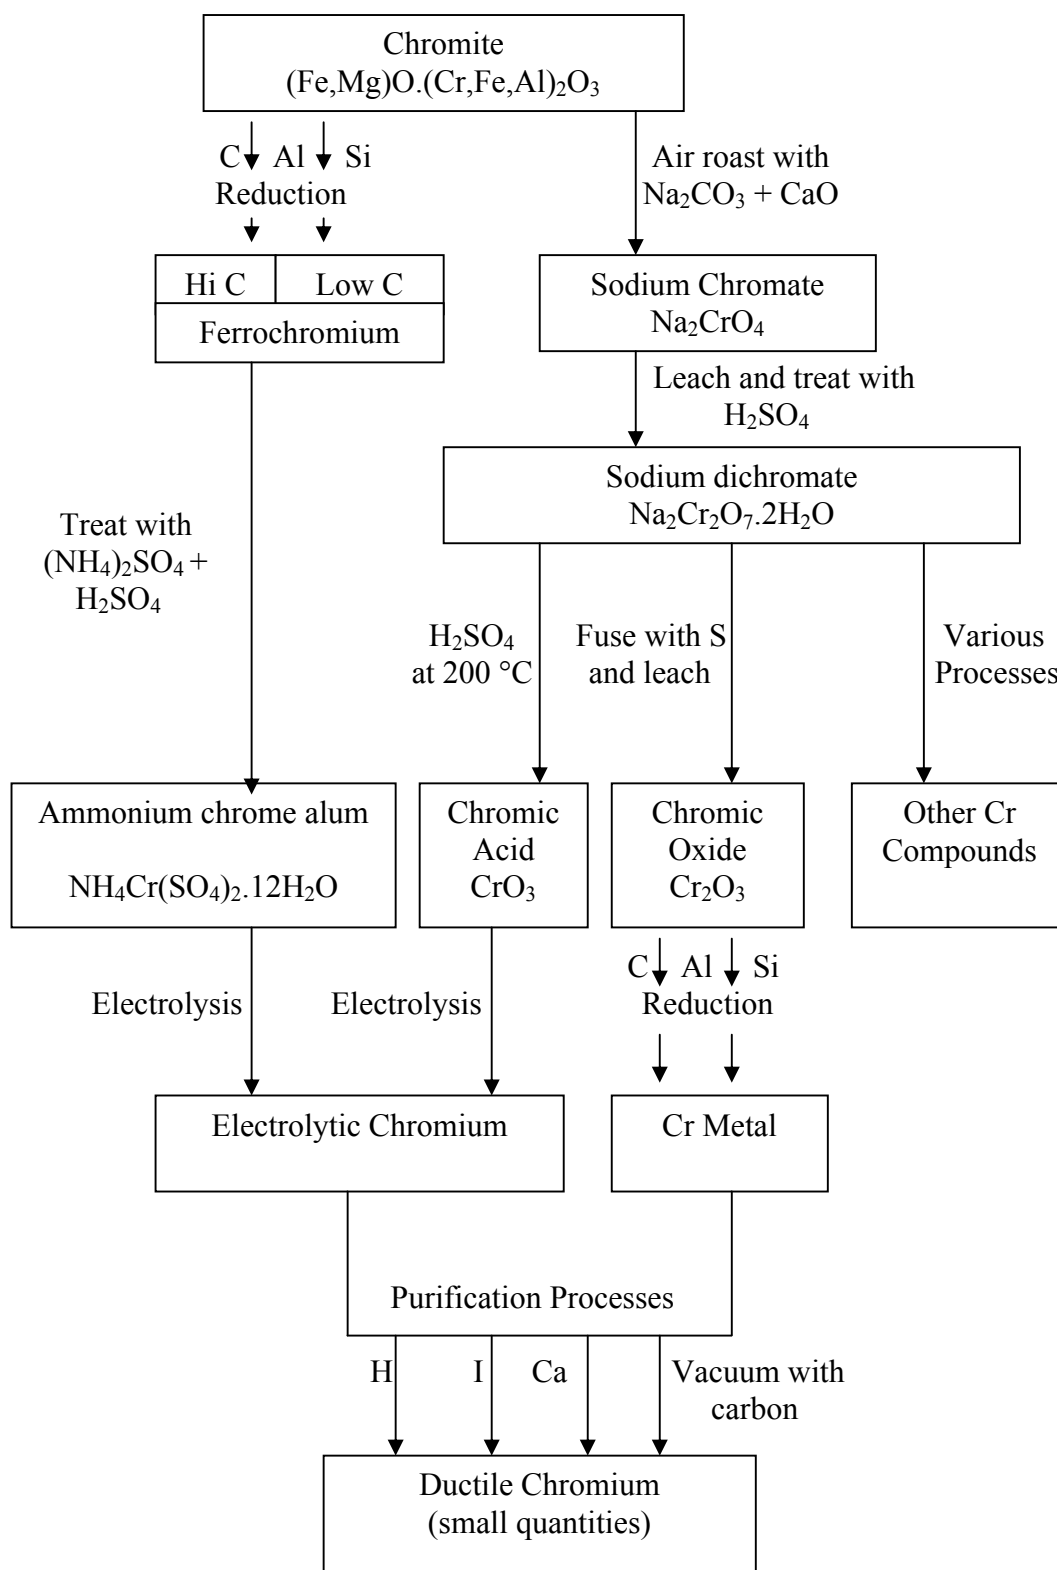 Chromite
(Fe,Mg)O.(Cr,Fe,Al)₂O₃
C Al Si
Reduction
Air roast with
Na₂CO₃ + CaO
Hi C
Low C
Ferrochromium
Sodium Chromate
Na₂CrO₄
Leach and treat with
H₂SO₄
Sodium dichromate
Na₂Cr₂O₇.2H₂O
Treat with
(NH₄)₂SO₄ +
H₂SO₄
H₂SO₄
at 200 °C
Fuse with S
and leach
Various
Processes
Ammonium chrome alum
NH₄Cr(SO₄)₂.12H₂O
Chromic
Acid
CrO₃
Chromic
Oxide
Cr₂O₃
Other Cr
Compounds
Electrolysis
Electrolysis
C Al Si
Reduction
Electrolytic Chromium
Cr Metal
Purification Processes
H
I
Ca
Vacuum with
carbon
Ductile Chromium
(small quantities)